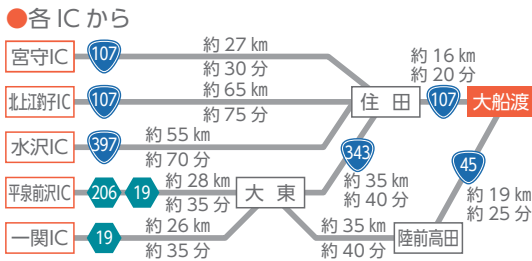 ●各ICから
宮守IC 107 約27km 約30分
北上江釣子IC 107 約65km 約75分
水沢IC 397 約55km 約70分
平泉前沢IC 206 19 約28km 約35分
一関IC 19 約26km 約35分
大東
343 約35km 約40分
約35km 約40分
住田
107 約16km 約20分
大船渡
45 約19km 約25分
陸前高田